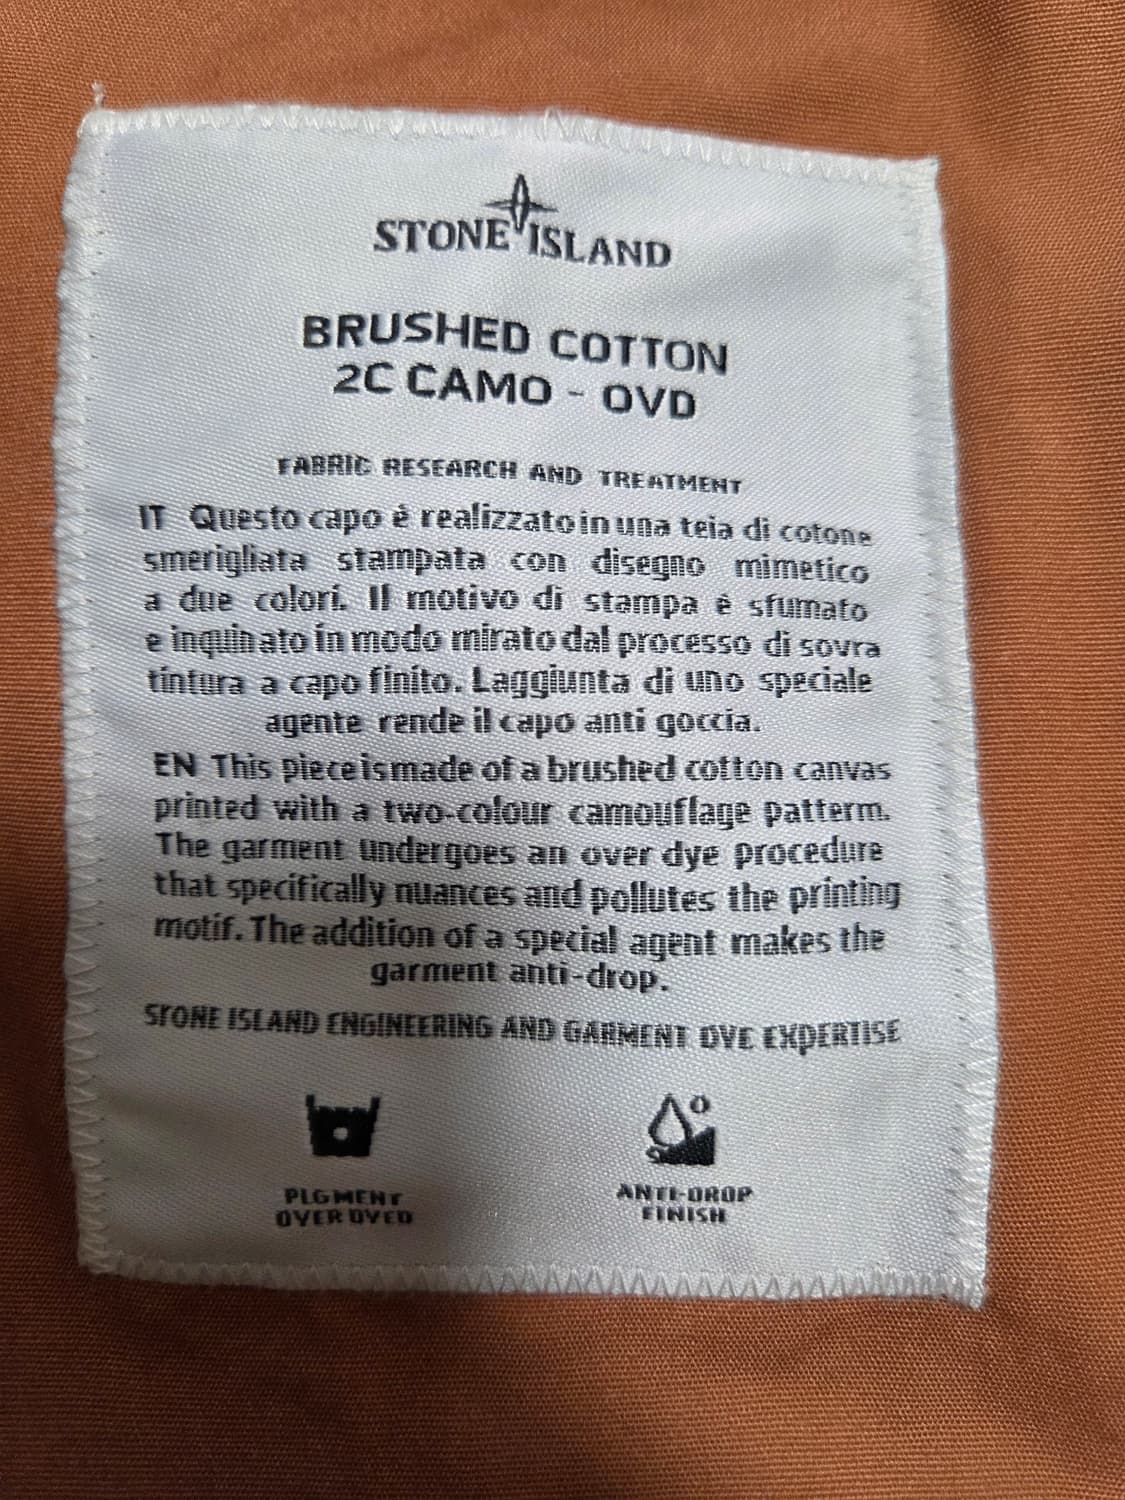 STONE ISLAND
BRUSHED COTTON
2C CAMO - OVD
FABRIC RESEARCH AND TREATMENT
IT Questo capo è realizzato in una teia di cotone
smerigliata stampata con disegno mimetico
a due colori. Il motivo di stampa è sfumato
e inquinato in modo mirato dal processo di sovra
tintura a capo finito. Laggiunta di uno speciale
agente rende il capo anti goccia.
EN This piece is made of a brushed cotton canvas
printed with a two-colour camouflage patterm.
The garment undergoes an over dye procedure
that specifically nuances and pollutes the printing
motif. The addition of a special agent makes the
garment anti-drop.
STONE ISLAND ENGINEERING AND GARMENT DYE EXPERTISE
PLGMENT
OVER DYED
ANTI-DROP
FINISH